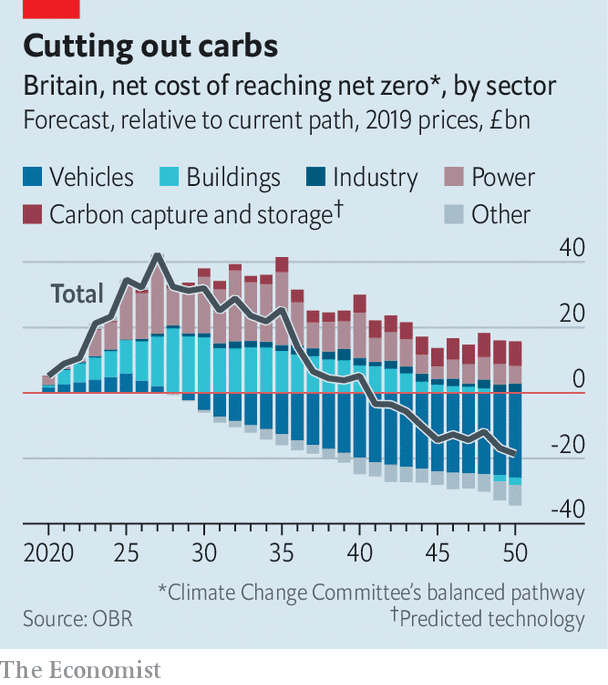 Cutting out carbs
Britain, net cost of reaching net zero*, by sector
Forecast, relative to current path, 2019 prices, £bn
Vehicles Buildings Industry Power
Carbon capture and storage† Other
Total
40
20
0
-20
-40
2020 25 30 35 40 45 50
*Climate Change Committee's balanced pathway
Source: OBR †Predicted technology
The Economist